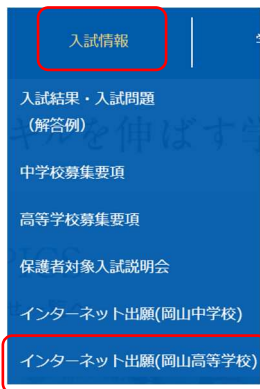 入試情報
入試結果・入試問題
（解答例）
中学校募集要項
高等学校募集要項
保護者対象入試説明会
インターネット出願(岡山中学校)
インターネット出願(岡山高等学校)